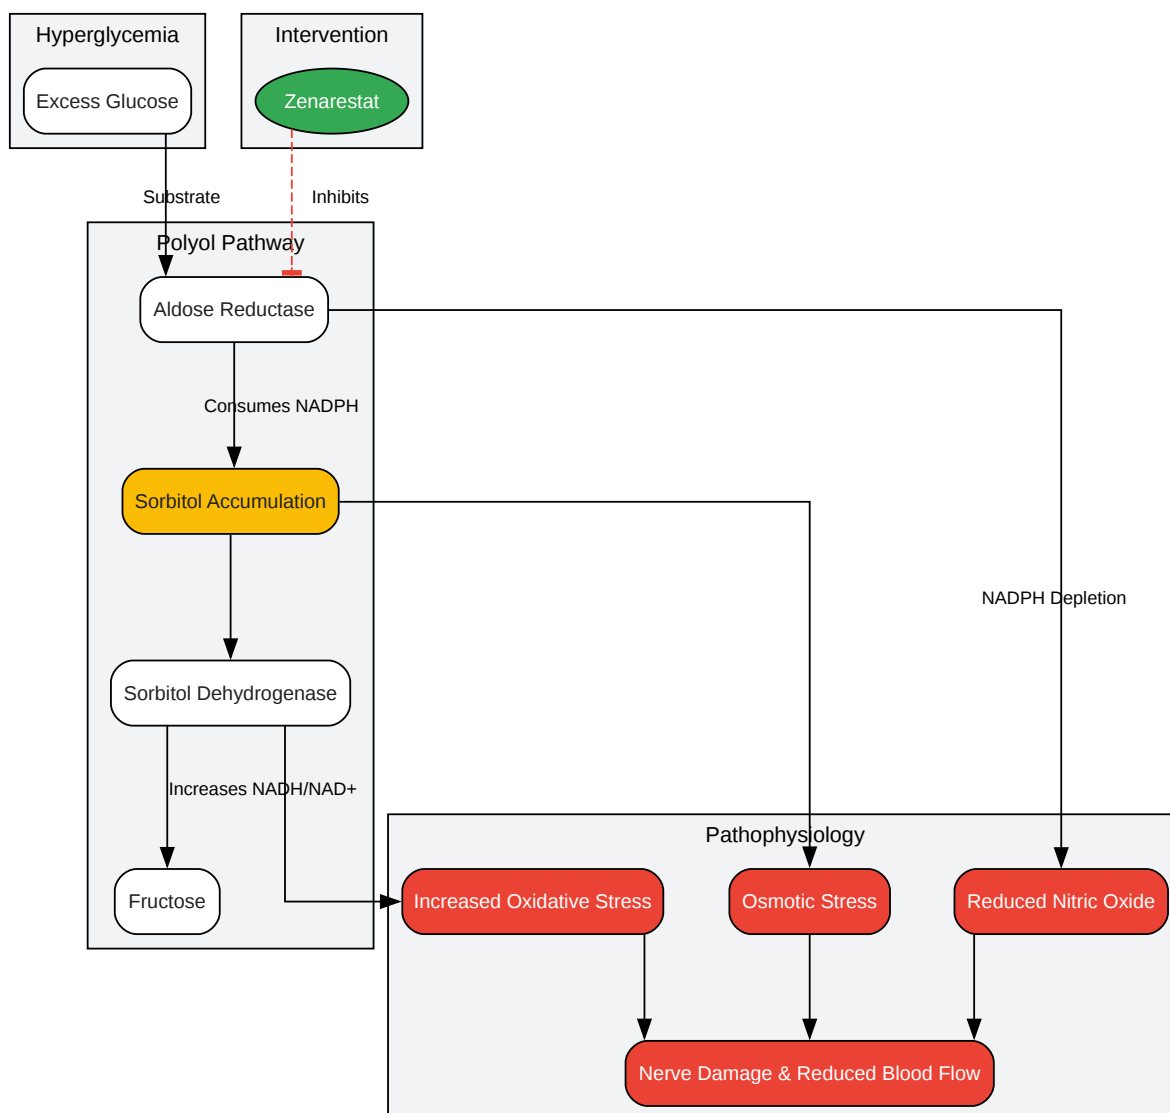 Hyperglycemia
Intervention
Excess Glucose
Zenarestat
Substrate
Inhibits
Polyol Pathway
Aldose Reductase
Consumes NADPH
Sorbitol Accumulation
NADPH Depletion
Sorbitol Dehydrogenase
Increases NADH/NAD+
Pathophysiology
Fructose
Increased Oxidative Stress
Osmotic Stress
Reduced Nitric Oxide
Nerve Damage & Reduced Blood Flow